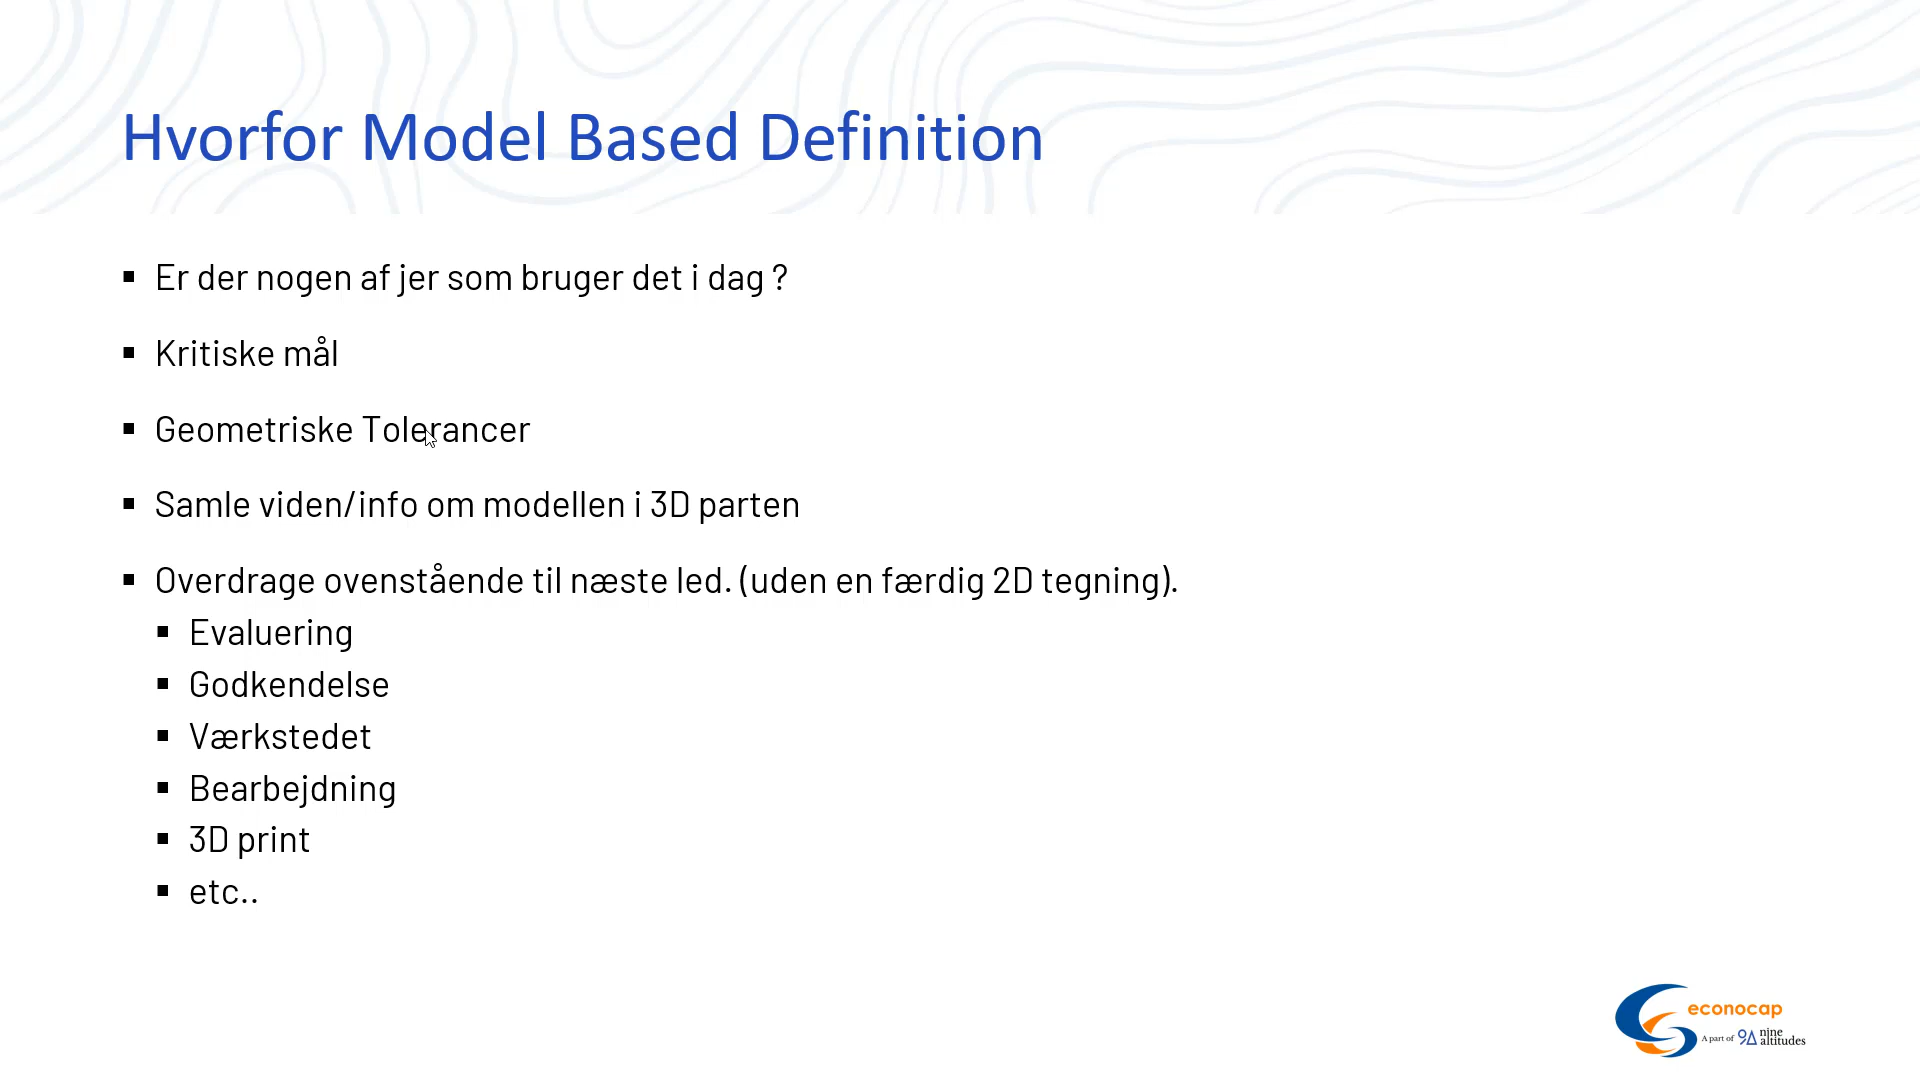 Hvorfor Model Based Definition
Er der nogen af jer som bruger det i dag ?
Kritiske mål
Geometriske Tolerancer
Samle viden/info om modellen i 3D parten
Overdrage ovenstående til næste led. (uden en færdig 2D tegning).
Evaluering
Godkendelse
Værkstedet
Bearbejdning
3D print
etc..
econocap
A part of nine altitudes